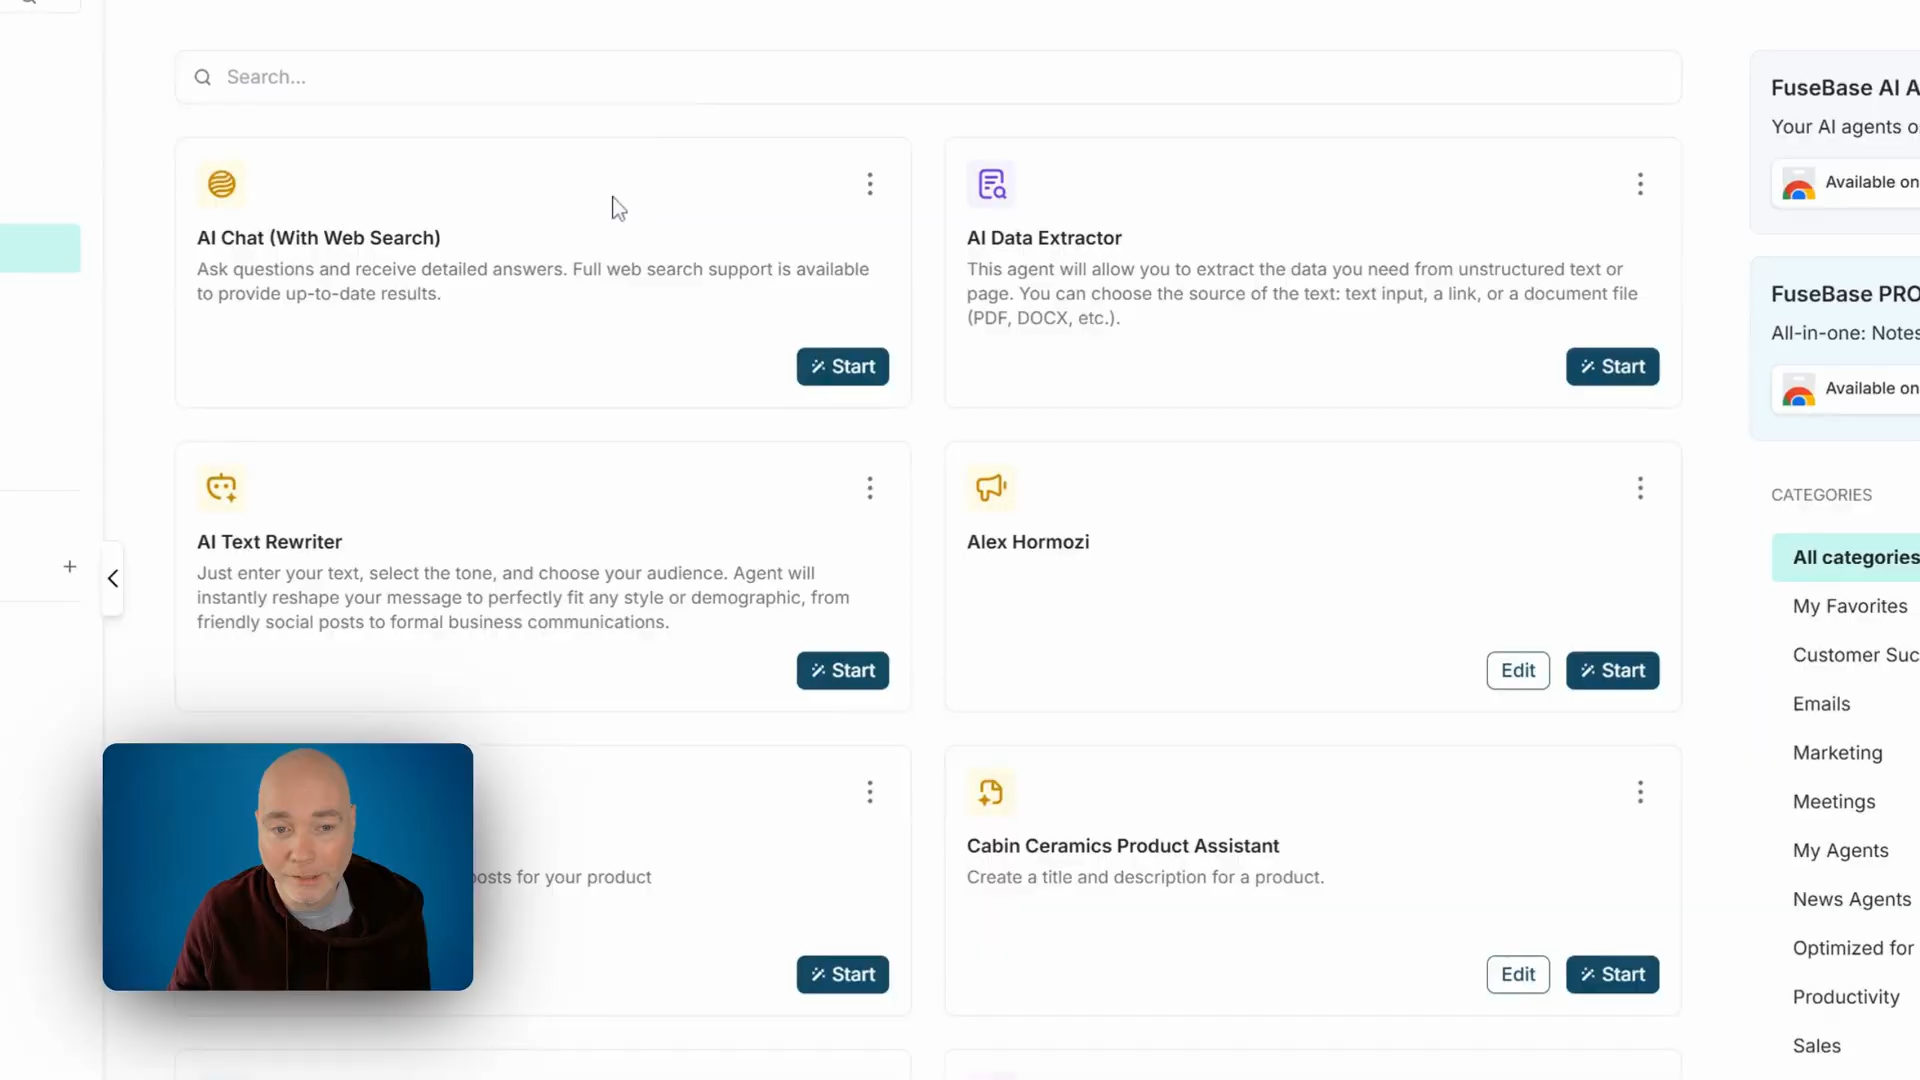 Search...
AI Chat (With Web Search)
Ask questions and receive detailed answers. Full web search support is available
to provide up-to-date results.
Start
AI Data Extractor
This agent will allow you to extract the data you need from unstructured text or
page. You can choose the source of the text: text input, a link, or a document file
(PDF, DOCX, etc.).
Start
AI Text Rewriter
Just enter your text, select the tone, and choose your audience. Agent will
instantly reshape your message to perfectly fit any style or demographic, from
friendly social posts to formal business communications.
Start
Alex Hormozi
Edit
Start
posts for your product
Start
Cabin Ceramics Product Assistant
Create a title and description for a product.
Edit
Start
FuseBase AI A
Your AI agents o
Available on
FuseBase PRO
All-in-one: Notes
Available on
CATEGORIES
All categories
My Favorites
Customer Suc
Emails
Marketing
Meetings
My Agents
News Agents
Optimized for
Productivity
Sales